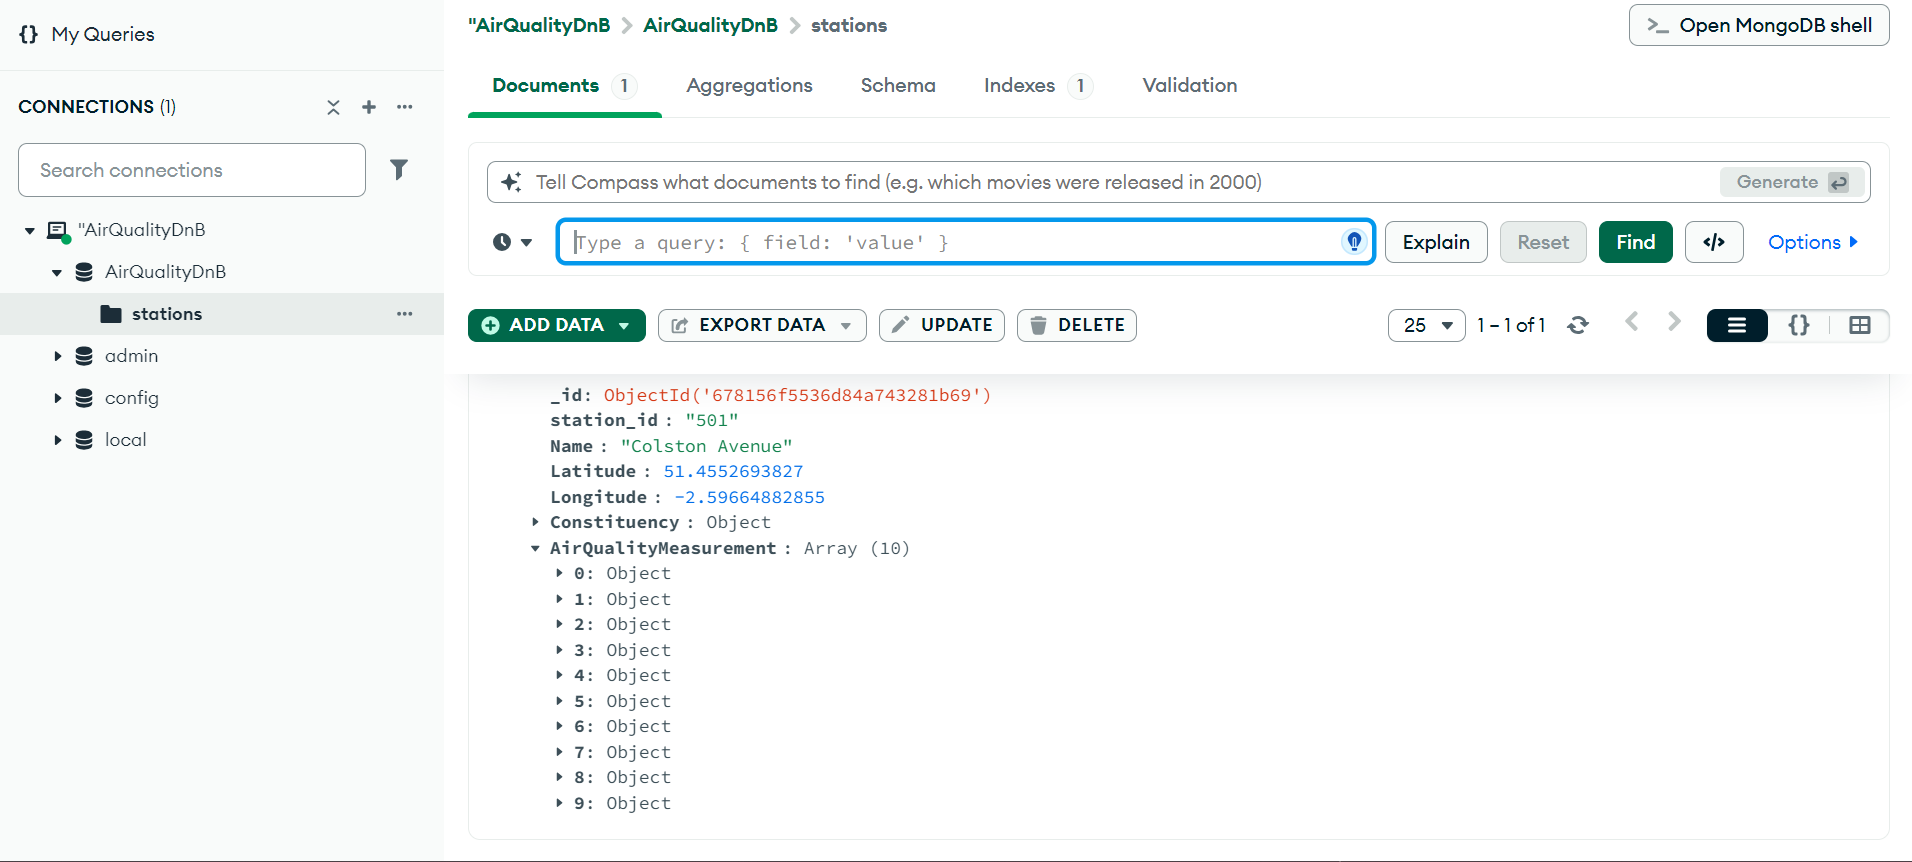 {} My Queries
CONNECTIONS (1)
Search connections
"AirQualityDnB
AirQualityDnB
stations
admin
config
local
"AirQualityDnB > AirQualityDnB > stations
>_ Open MongoDB shell
Documents 1 Aggregations Schema Indexes 1 Validation
Tell Compass what documents to find (e.g. which movies were released in 2000) Generate
Type a query: { field: 'value' } Explain Reset Find </> Options
ADD DATA EXPORT DATA UPDATE DELETE 25 1 – 1 of 1 {}
_id: ObjectId('678156f5536d84a743281b69')
station_id : "501"
Name : "Colston Avenue"
Latitude : 51.4552693827
Longitude : -2.59664882855
Constituency : Object
AirQualityMeasurement : Array (10)
0: Object
1: Object
2: Object
3: Object
4: Object
5: Object
6: Object
7: Object
8: Object
9: Object